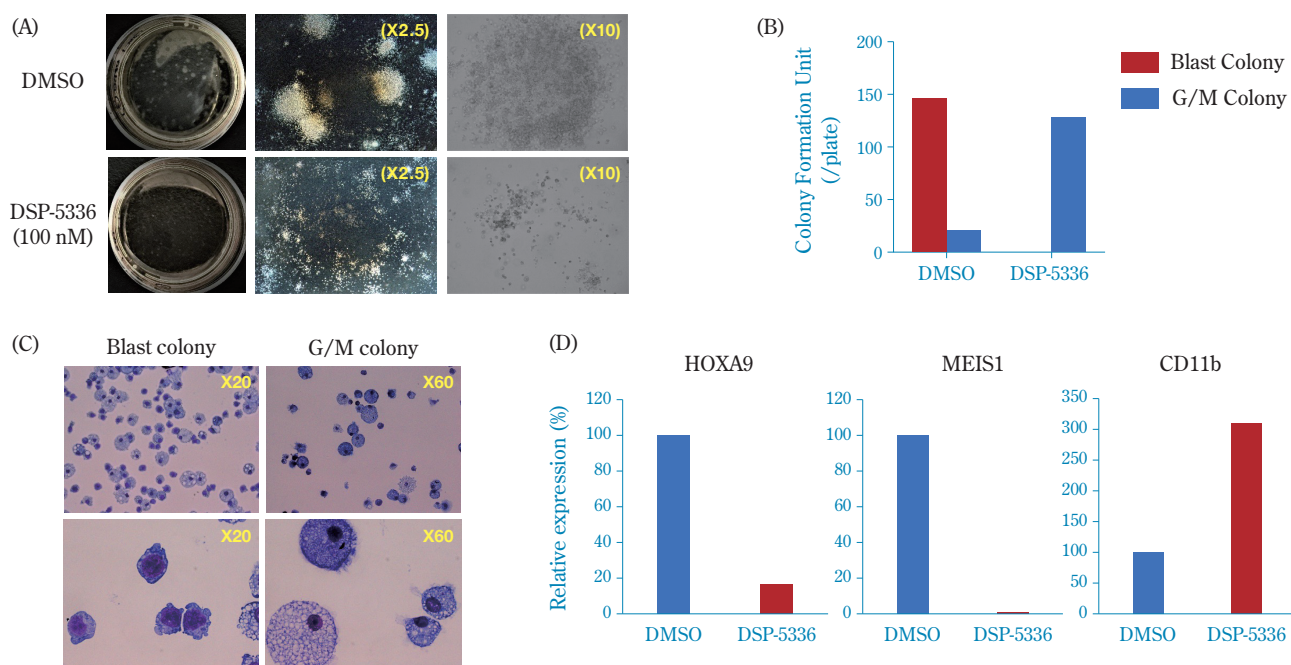 (A)
DMSO
(X2.5)
(X10)
DSP-5336
(100 nM)
(X2.5)
(X10)
(B)
Colony Formation Unit
(/plate)
200
150
100
50
0
DMSO
DSP-5336
Blast Colony
G/M Colony
(C)
Blast colony
G/M colony
X20
X60
X20
X60
(D)
Relative expression (%)
HOXA9
120
100
80
60
40
20
0
DMSO
DSP-5336
MEIS1
120
100
80
60
40
20
0
DMSO
DSP-5336
CD11b
350
300
250
200
150
100
50
0
DMSO
DSP-5336